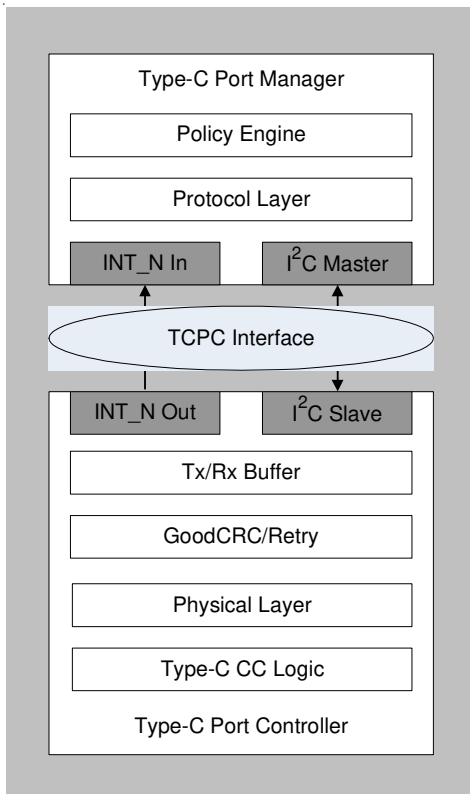 Type-C Port Manager
Policy Engine
Protocol Layer
INT_N In
I²C Master
TCPC Interface
INT_N Out
I²C Slave
Tx/Rx Buffer
GoodCRC/Retry
Physical Layer
Type-C CC Logic
Type-C Port Controller